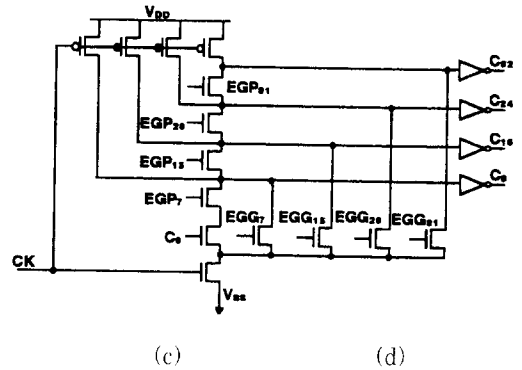 VDD
C32
EGP31
C24
EGP23
C16
EGP15
C8
EGP7
EGG7
EGG15
EGG23
EGG31
C0
CK
VSS
(c)
(d)